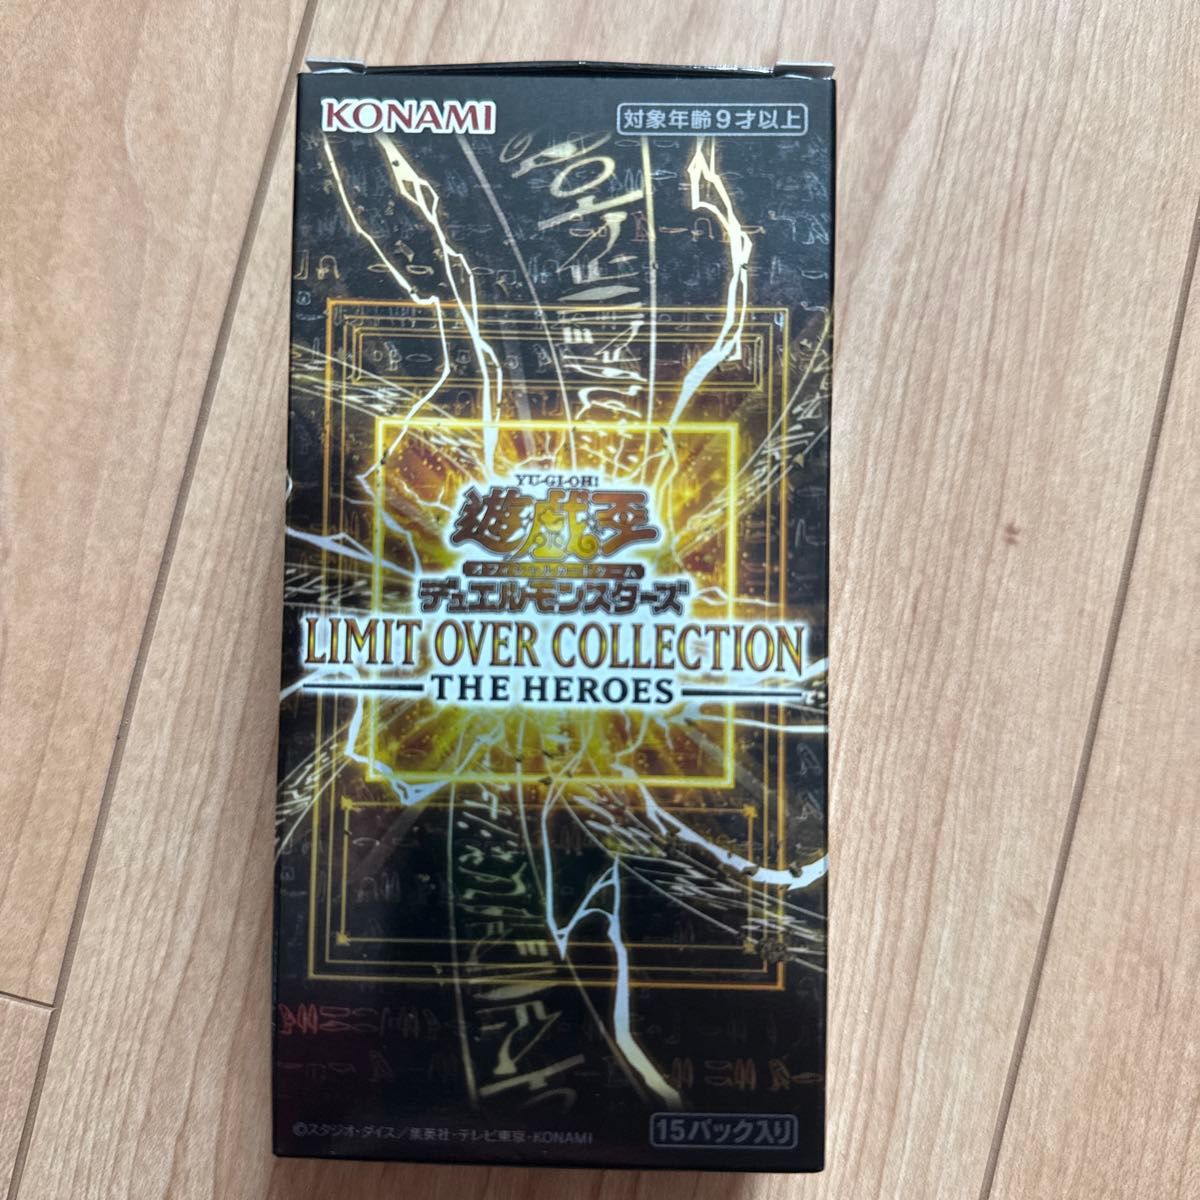 KONAMI
対象年齢9才以上
YU-GI-OH!
遊戯王
オフィシャルカードゲーム
デュエルモンスターズ
LIMIT OVER COLLECTION
THE HEROES
©スタジオ・ダイス/集英社・テレビ東京・KONAMI
15パック入り